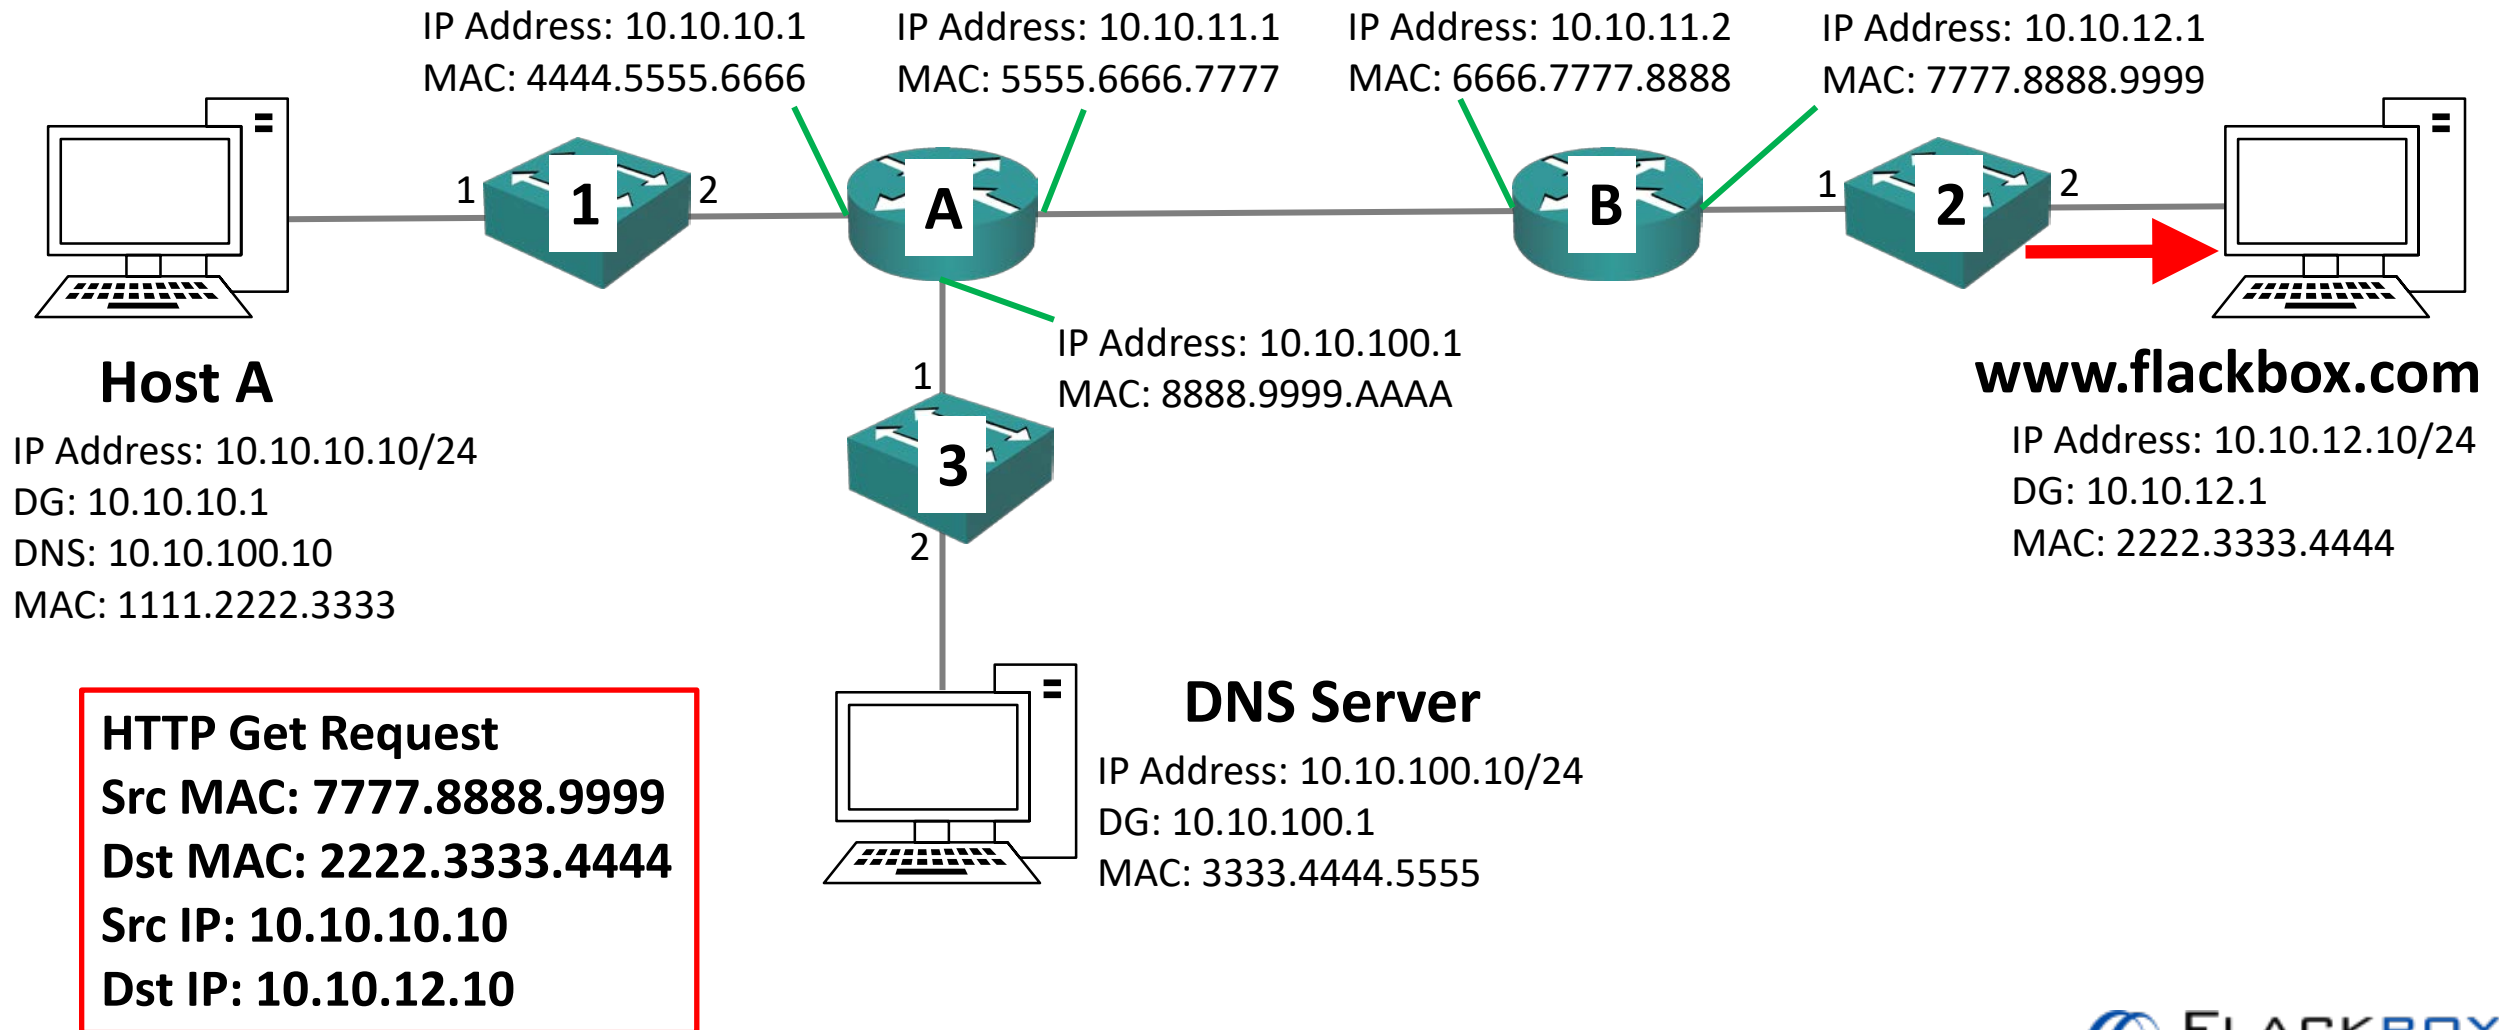 IP Address: 10.10.10.1
MAC: 4444.5555.6666
IP Address: 10.10.11.1
MAC: 5555.6666.7777
IP Address: 10.10.11.2
MAC: 6666.7777.8888
IP Address: 10.10.12.1
MAC: 7777.8888.9999
1
1
2
A
B
1
2
2
IP Address: 10.10.100.1
MAC: 8888.9999.AAAA
1
3
2
Host A
IP Address: 10.10.10.10/24
DG: 10.10.10.1
DNS: 10.10.100.10
MAC: 1111.2222.3333
www.flackbox.com
IP Address: 10.10.12.10/24
DG: 10.10.12.1
MAC: 2222.3333.4444
DNS Server
IP Address: 10.10.100.10/24
DG: 10.10.100.1
MAC: 3333.4444.5555
HTTP Get Request
Src MAC: 7777.8888.9999
Dst MAC: 2222.3333.4444
Src IP: 10.10.10.10
Dst IP: 10.10.12.10
FLACKBOX